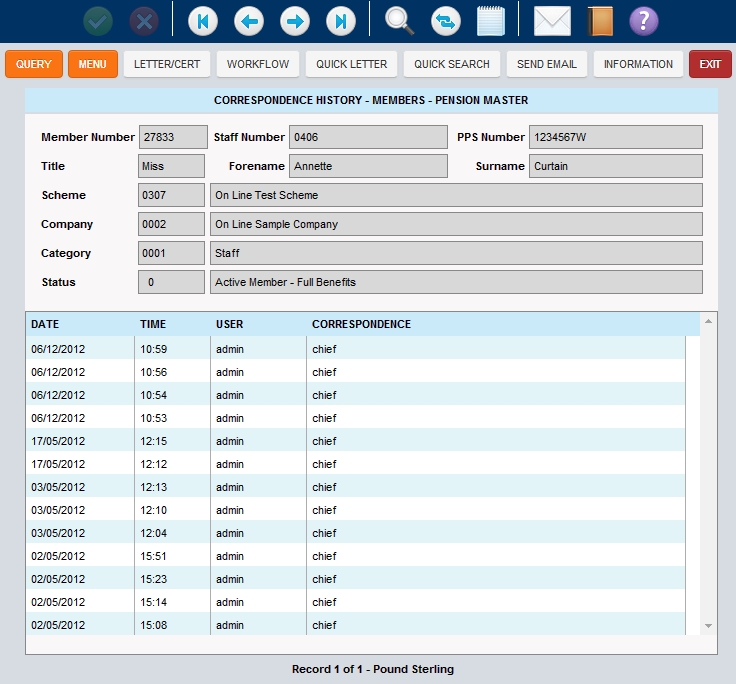 QUERY MENU LETTER/CERT WORKFLOW QUICK LETTER QUICK SEARCH SEND EMAIL INFORMATION EXIT
CORRESPONDENCE HISTORY - MEMBERS - PENSION MASTER
Member Number 27833 Staff Number 0406 PPS Number 1234567W
Title Miss Forename Annette Surname Curtain
Scheme 0307 On Line Test Scheme
Company 0002 On Line Sample Company
Category 0001 Staff
Status 0 Active Member - Full Benefits
DATE TIME USER CORRESPONDENCE
06/12/2012 10:59 admin chief
06/12/2012 10:56 admin chief
06/12/2012 10:54 admin chief
06/12/2012 10:53 admin chief
17/05/2012 12:15 admin chief
17/05/2012 12:12 admin chief
03/05/2012 12:13 admin chief
03/05/2012 12:10 admin chief
03/05/2012 12:04 admin chief
02/05/2012 15:51 admin chief
02/05/2012 15:23 admin chief
02/05/2012 15:14 admin chief
02/05/2012 15:08 admin chief
Record 1 of 1 - Pound Sterling